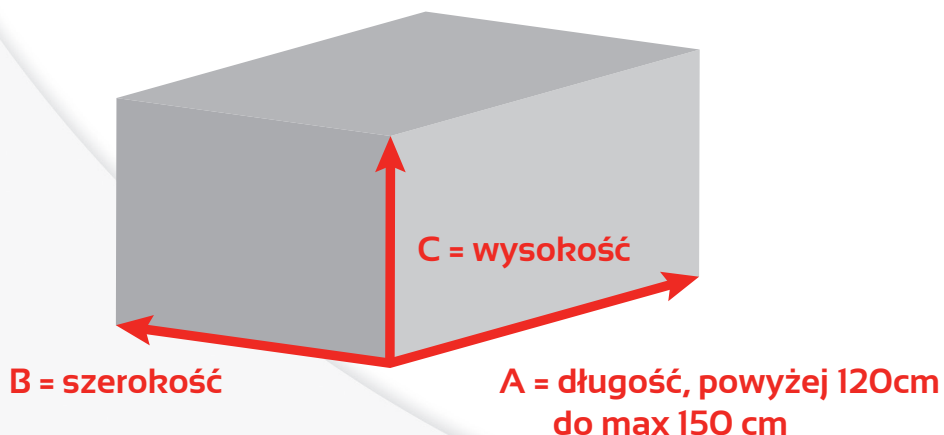 C = wysokość
B = szerokość
A = długość, powyżej 120cm
do max 150 cm